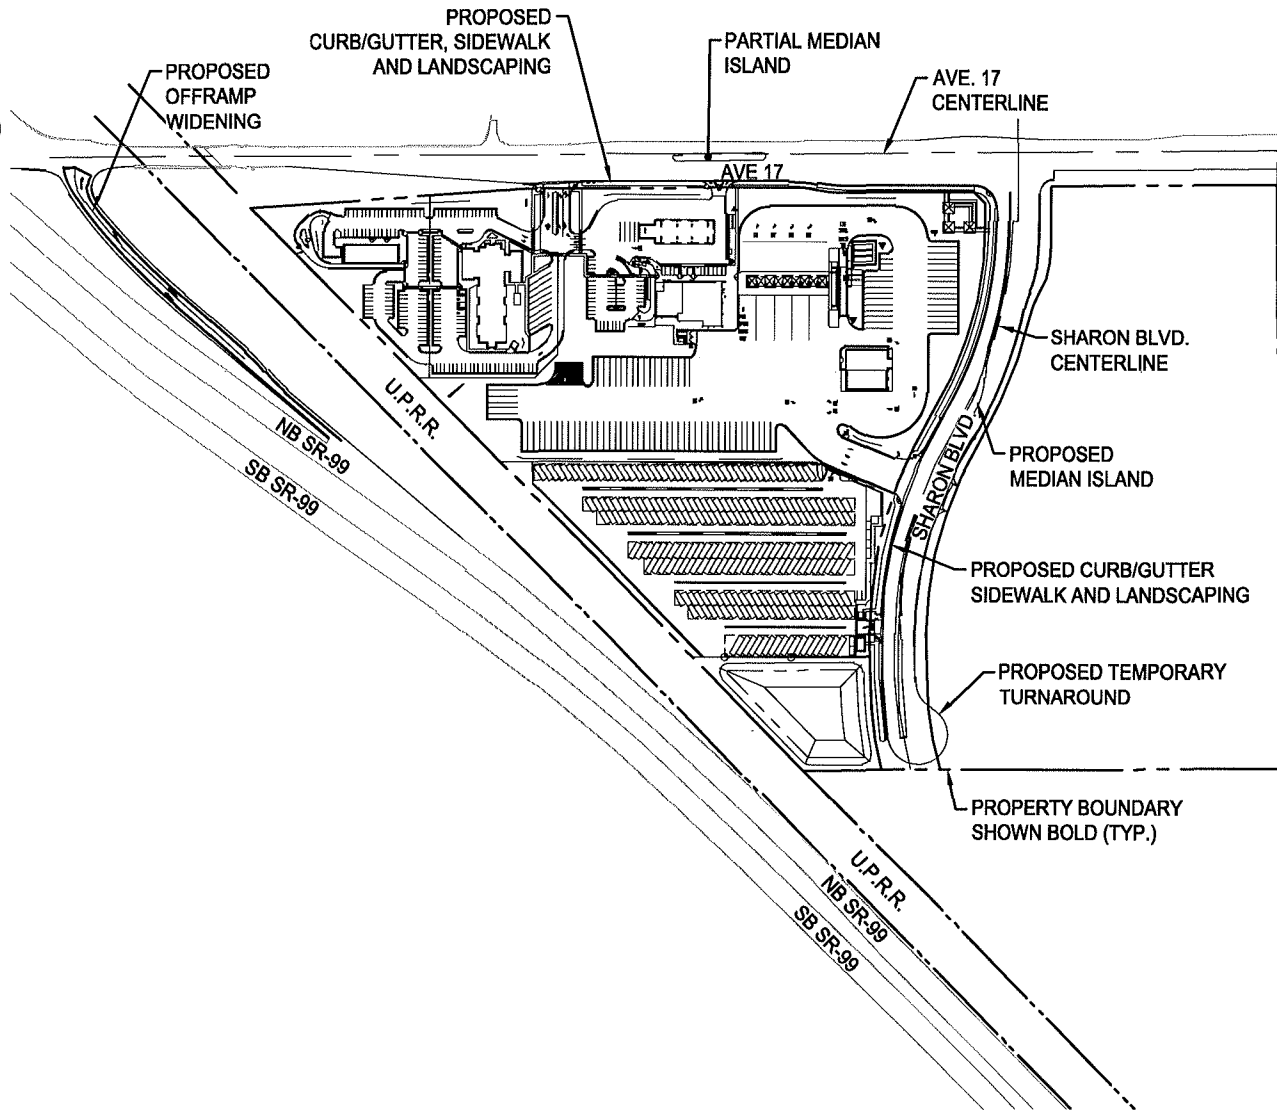 PROPOSED
CURB/GUTTER, SIDEWALK
AND LANDSCAPING
PARTIAL MEDIAN
ISLAND
PROPOSED
OFFRAMP
WIDENING
AVE. 17
CENTERLINE
AVE 17
SHARON BLVD.
CENTERLINE
U.P.R.R.
NB SR-99
SB SR-99
SHARON BLVD
PROPOSED
MEDIAN ISLAND
PROPOSED CURB/GUTTER
SIDEWALK AND LANDSCAPING
PROPOSED TEMPORARY
TURNAROUND
PROPERTY BOUNDARY
SHOWN BOLD (TYP.)
U.P.R.R.
NB SR-99
SB SR-99